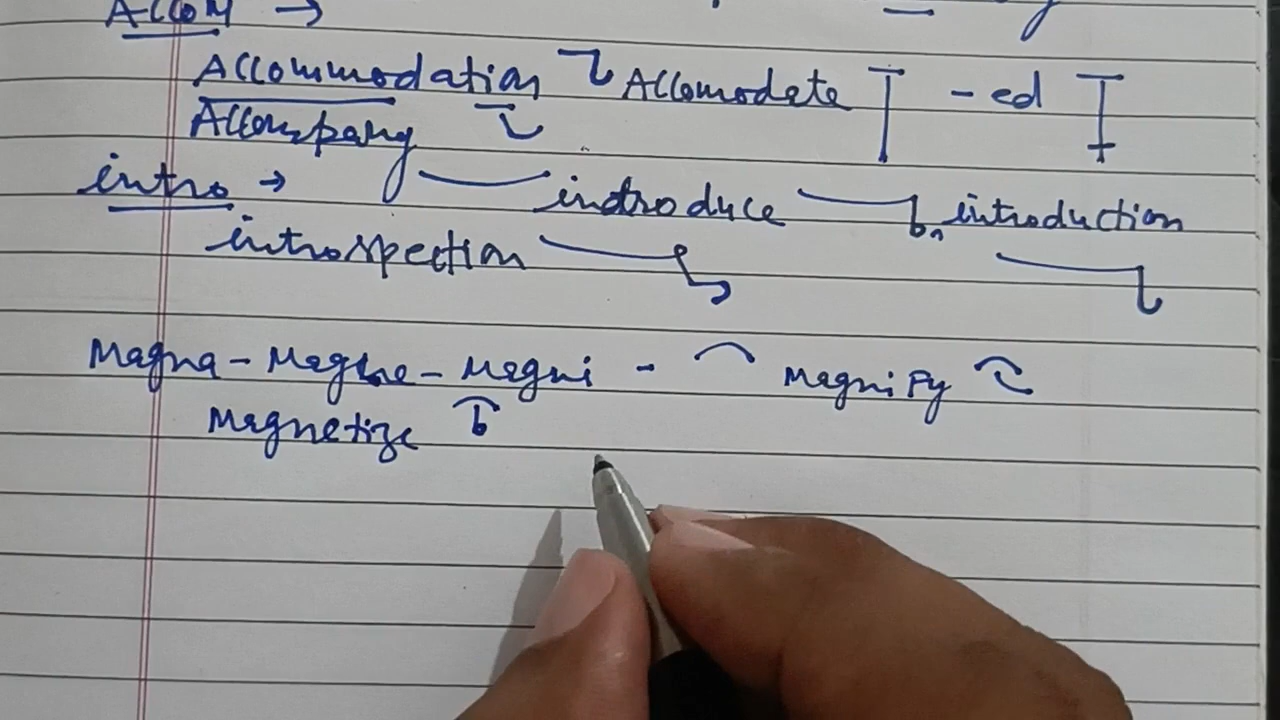 Accom →
Accommodation Accomodate - ed
Accompany
intro → introduce introduction
introspection
Magna - Magne - Magni - Magnify
Magnetize